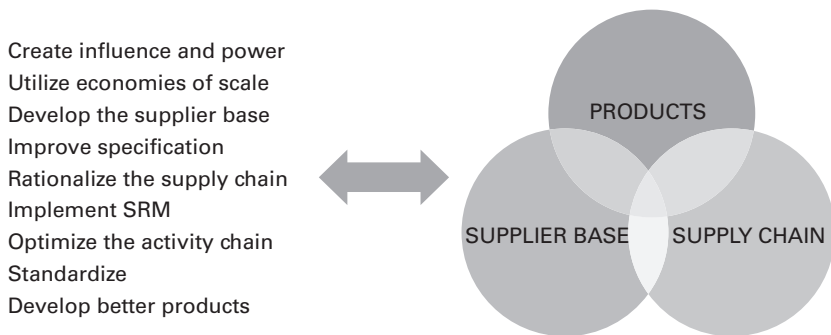 Create influence and power
Utilize economies of scale
Develop the supplier base
Improve specification
Rationalize the supply chain
Implement SRM
Optimize the activity chain
Standardize
Develop better products
PRODUCTS
SUPPLIER BASE
SUPPLY CHAIN